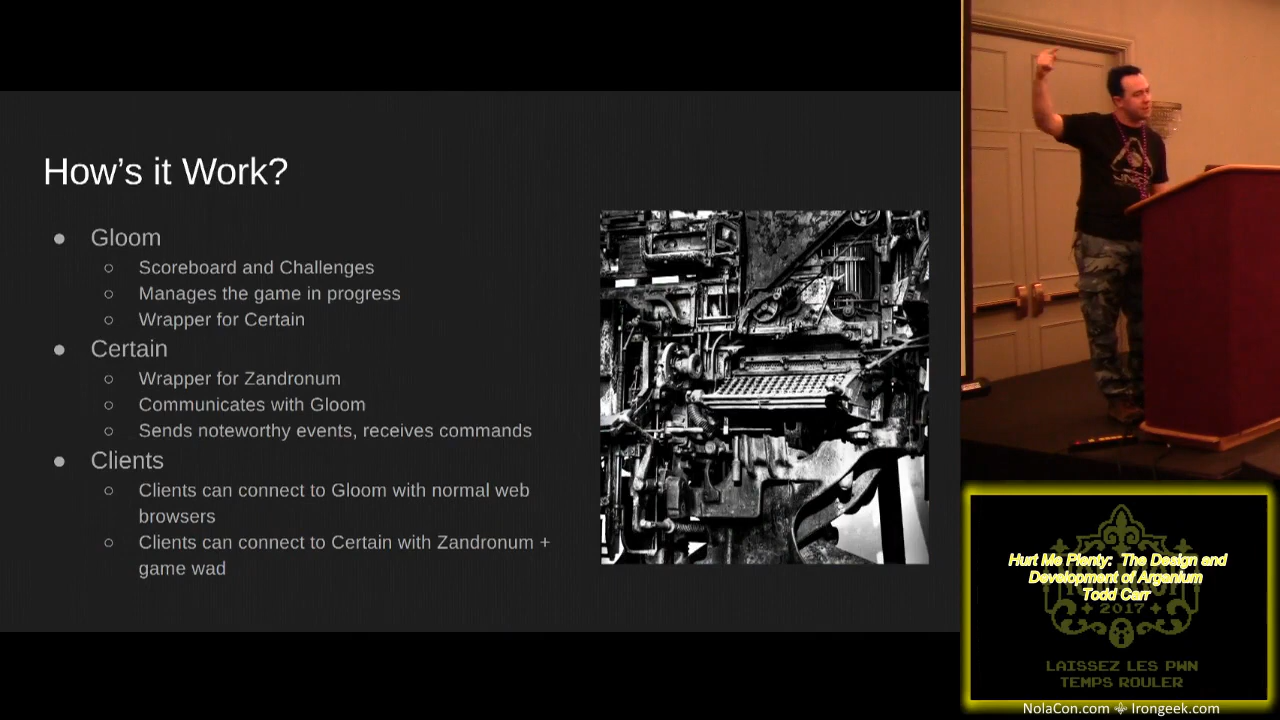 How's it Work?
● Gloom
○ Scoreboard and Challenges
○ Manages the game in progress
○ Wrapper for Certain
● Certain
○ Wrapper for Zandronum
○ Communicates with Gloom
○ Sends noteworthy events, receives commands
● Clients
○ Clients can connect to Gloom with normal web
browsers
○ Clients can connect to Certain with Zandronum +
game wad
Hurt Me Plenty: The Design and
Development of Arganium
Todd Carr
2017
LAISSEZ LES PWN
TEMPS ROULER
NolaCon.com ⚜ Irongeek.com